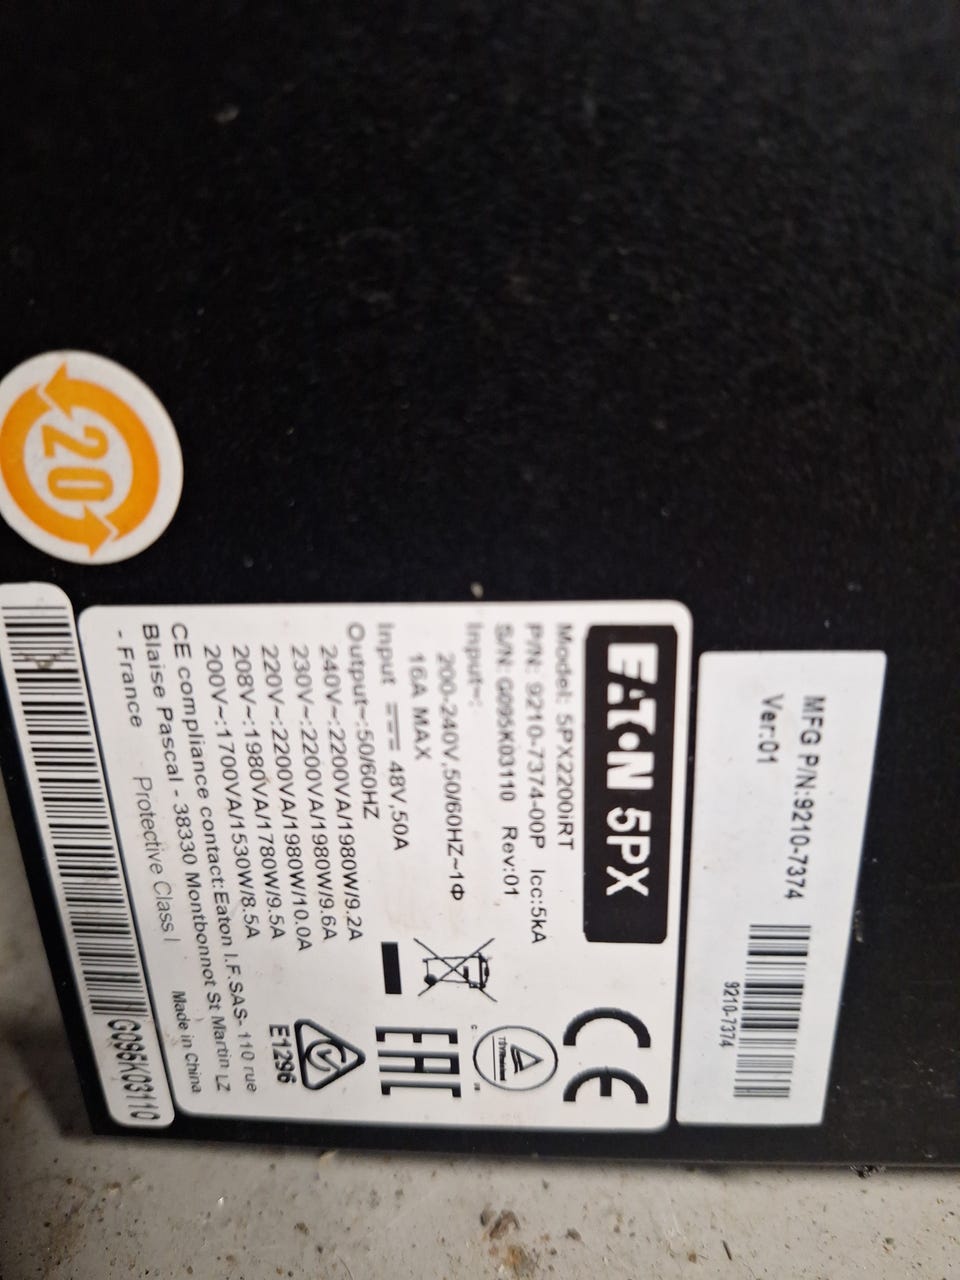 MFG P/N:9210-7374
Ver:01
9210-7374
EATON 5PX
Model: 5PX2200iRT
P/N: 9210-7374-00P Icc:5kA
S/N: G095K03110 Rev:01
Input~:
200-240V,50/60HZ~1Φ
16A MAX
Input ⎓ 48V,50A
Output~:50/60HZ
240V~:2200VA/1980W/9.2A
230V~:2200VA/1980W/9.6A
220V~:2200VA/1980W/10.0A
208V~:1980VA/1780W/9.5A
200V~:1700VA/1530W/8.5A
CE compliance contact:Eaton I.F.SAS- 110 rue
Blaise Pascal - 38330 Montbonnot St Martin LZ
- France Protective Class I Made in China
CE
EAC
E1296
G095K03110
20